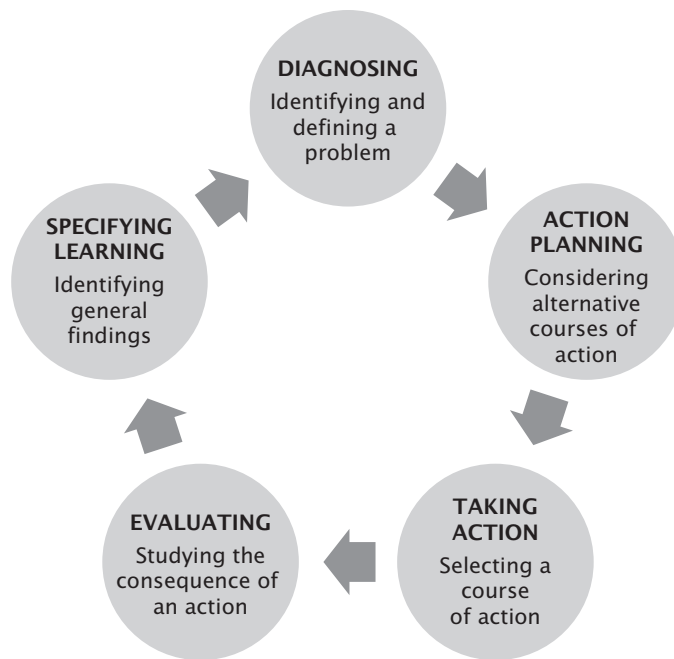 DIAGNOSING
Identifying and
defining a
problem
ACTION
PLANNING
Considering
alternative
courses of
action
TAKING
ACTION
Selecting a
course
of action
EVALUATING
Studying the
consequence of
an action
SPECIFYING
LEARNING
Identifying
general
findings